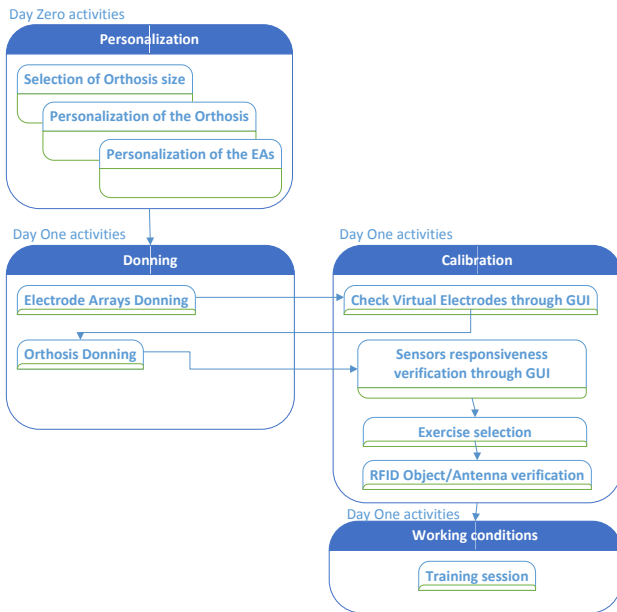 Day Zero activities
Personalization
Selection of Orthosis size
Personalization of the Orthosis
Personalization of the EAs
Day One activities
Donning
Electrode Arrays Donning
Orthosis Donning
Day One activities
Calibration
Check Virtual Electrodes through GUI
Sensors responsiveness
verification through GUI
Exercise selection
RFID Object/Antenna verification
Day One activities
Working conditions
Training session